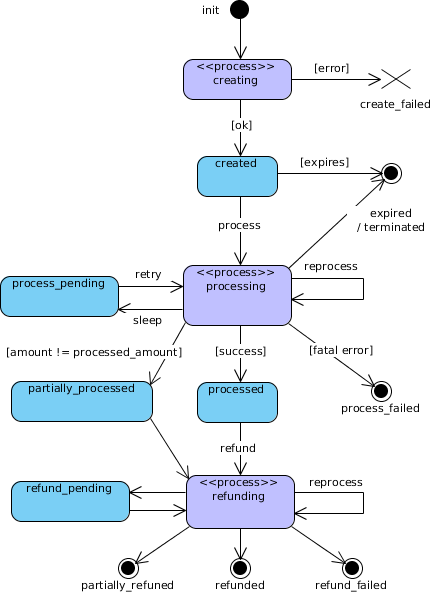 init
<<process>>
creating
[error]
create_failed
[ok]
created
[expires]
process
expired
/ terminated
<<process>>
processing
reprocess
process_pending
retry
sleep
[amount != processed_amount]
[success]
[fatal error]
partially_processed
processed
process_failed
refund
refund_pending
<<process>>
refunding
reprocess
partially_refuned
refunded
refund_failed